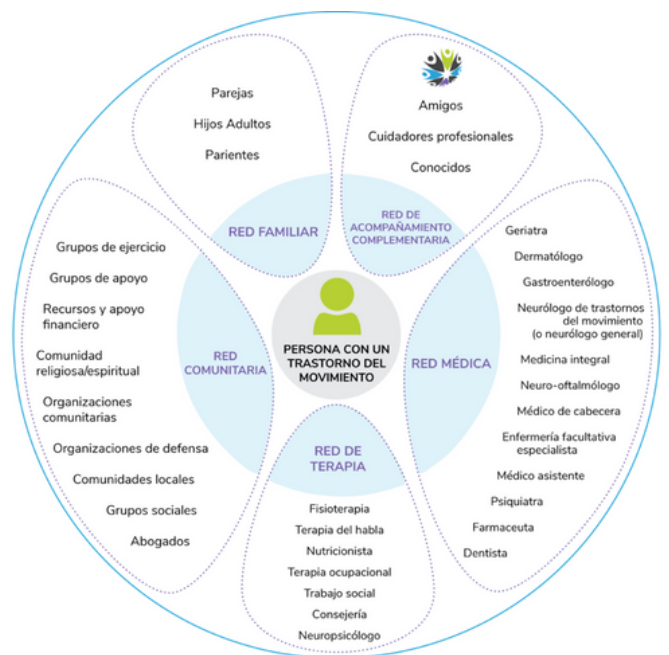 Parejas
Hijos Adultos
Parientes
RED FAMILIAR
Amigos
Cuidadores profesionales
Conocidos
RED DE
ACOMPAÑAMIENTO
COMPLEMENTARIA
Grupos de ejercicio
Grupos de apoyo
Recursos y apoyo
financiero
Comunidad
religiosa/espiritual
Organizaciones
comunitarias
Organizaciones de defensa
Comunidades locales
Grupos sociales
Abogados
RED
COMUNITARIA
PERSONA CON UN
TRASTORNO DEL
MOVIMIENTO
RED MÉDICA
Geriatra
Dermatólogo
Gastroenterólogo
Neurólogo de trastornos
del movimiento
(o neurólogo general)
Medicina integral
Neuro-oftalmólogo
Médico de cabecera
Enfermería facultativa
especialista
Médico asistente
Psiquiatra
Farmaceuta
Dentista
RED DE
TERAPIA
Fisioterapia
Terapia del habla
Nutricionista
Terapia ocupacional
Trabajo social
Consejería
Neuropsicólogo